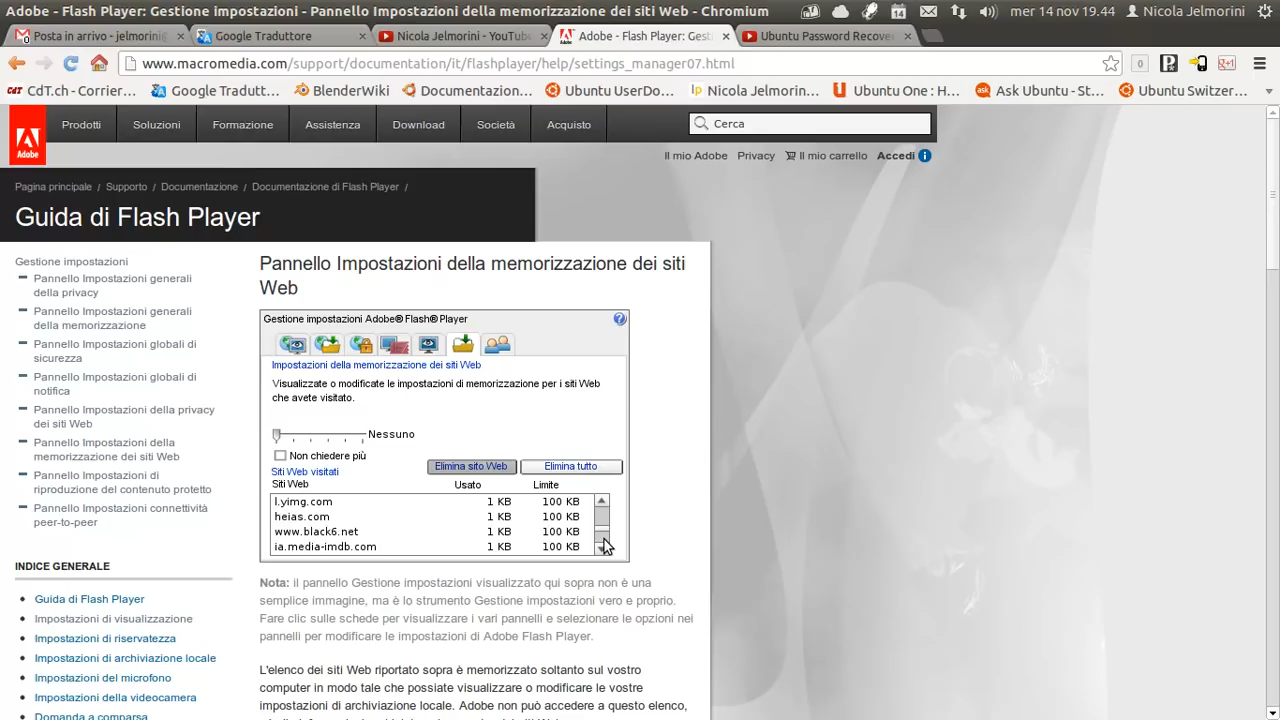 Adobe - Flash Player: Gestione impostazioni - Pannello Impostazioni della memorizzazione dei siti Web - Chromium
14
mer 14 nov 19.44
Nicola Jelmorini
Posta in arrivo - jelmorini@
Google Traduttore
Nicola Jelmorini - YouTube
Adobe - Flash Player: Gest
Ubuntu Password Recove
www.macromedia.com/support/documentation/it/flashplayer/help/settings_manager07.html
0
CdT.ch - Corrier...
Google Tradutt...
BlenderWiki
Documentazion...
Ubuntu UserDo...
Nicola Jelmorin...
Ubuntu One : H...
Ask Ubuntu - St...
Ubuntu Switzer...
Adobe
Prodotti
Soluzioni
Formazione
Assistenza
Download
Società
Acquisto
Cerca
Il mio Adobe
Privacy
Il mio carrello
Accedi
Pagina principale / Supporto / Documentazione / Documentazione di Flash Player /
Guida di Flash Player
Gestione impostazioni
Pannello Impostazioni generali
della privacy
Pannello Impostazioni generali
della memorizzazione
Pannello Impostazioni globali di
sicurezza
Pannello Impostazioni globali di
notifica
Pannello Impostazioni della privacy
dei siti Web
Pannello Impostazioni della
memorizzazione dei siti Web
Pannello Impostazioni di
riproduzione del contenuto protetto
Pannello Impostazioni connettività
peer-to-peer
INDICE GENERALE
Guida di Flash Player
Impostazioni di visualizzazione
Impostazioni di riservatezza
Impostazioni di archiviazione locale
Impostazioni del microfono
Impostazioni della videocamera
Domanda a comparsa
Pannello Impostazioni della memorizzazione dei siti
Web
Gestione impostazioni Adobe® Flash® Player
Impostazioni della memorizzazione dei siti Web
Visualizzate o modificate le impostazioni di memorizzazione per i siti Web
che avete visitato.
Nessuno
Non chiedere più
Siti Web visitati
Elimina sito Web
Elimina tutto
Siti Web Usato Limite
l.yimg.com 1 KB 100 KB
heias.com 1 KB 100 KB
www.black6.net 1 KB 100 KB
ia.media-imdb.com 1 KB 100 KB
Nota: il pannello Gestione impostazioni visualizzato qui sopra non è una
semplice immagine, ma è lo strumento Gestione impostazioni vero e proprio.
Fare clic sulle schede per visualizzare i vari pannelli e selezionare le opzioni nei
pannelli per modificare le impostazioni di Adobe Flash Player.
L'elenco dei siti Web riportato sopra è memorizzato soltanto sul vostro
computer in modo tale che possiate visualizzare o modificare le vostre
impostazioni di archiviazione locale. Adobe non può accedere a questo elenco,